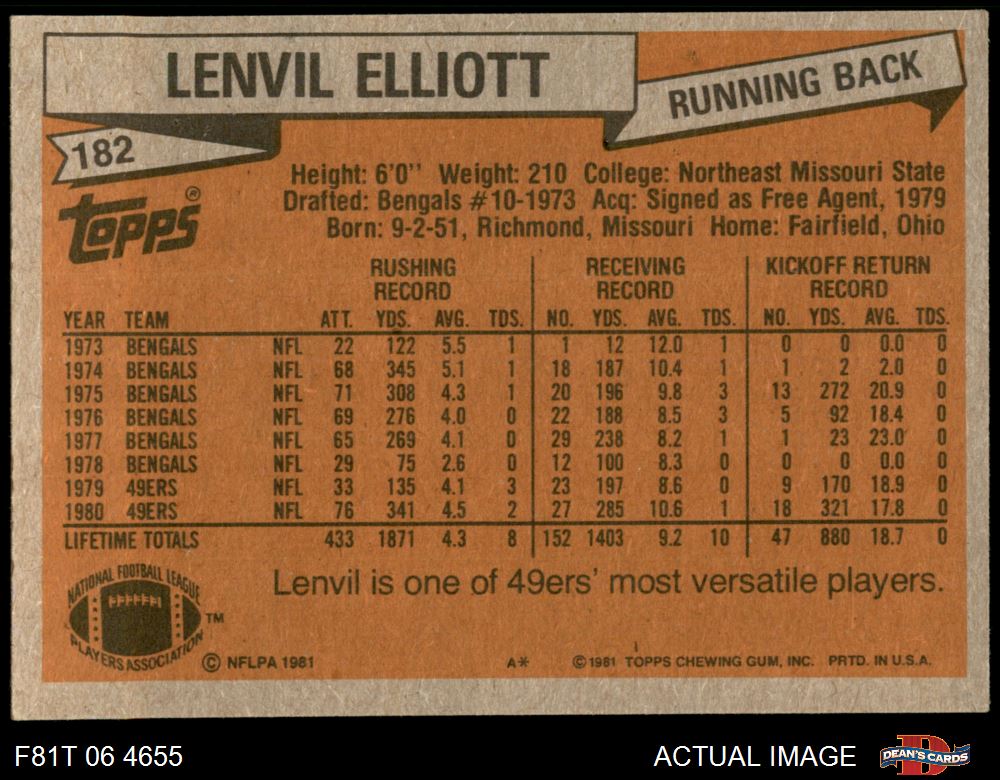 LENVIL ELLIOTT
RUNNING BACK
182
Topps®
Height: 6'0" Weight: 210 College: Northeast Missouri State
Drafted: Bengals #10-1973 Acq: Signed as Free Agent, 1979
Born: 9-2-51, Richmond, Missouri Home: Fairfield, Ohio
RUSHING RECORD RECEIVING RECORD KICKOFF RETURN RECORD
YEAR TEAM ATT. YDS. AVG. TDS. NO. YDS. AVG. TDS. NO. YDS. AVG. TDS.
1973 BENGALS NFL 22 122 5.5 1 1 12 12.0 1 0 0 0.0 0
1974 BENGALS NFL 68 345 5.1 1 18 187 10.4 1 1 2 2.0 0
1975 BENGALS NFL 71 308 4.3 1 20 196 9.8 3 13 272 20.9 0
1976 BENGALS NFL 69 276 4.0 0 22 188 8.5 3 5 92 18.4 0
1977 BENGALS NFL 65 269 4.1 0 29 238 8.2 1 1 23 23.0 0
1978 BENGALS NFL 29 75 2.6 0 12 100 8.3 0 0 0 0.0 0
1979 49ERS NFL 33 135 4.1 3 23 197 8.6 0 9 170 18.9 0
1980 49ERS NFL 76 341 4.5 2 27 285 10.6 1 18 321 17.8 0
LIFETIME TOTALS 433 1871 4.3 8 152 1403 9.2 10 47 880 18.7 0
Lenvil is one of 49ers' most versatile players.
NATIONAL FOOTBALL LEAGUE
PLAYERS ASSOCIATION
TM
© NFLPA 1981
A*
© 1981 TOPPS CHEWING GUM, INC. PRTD. IN U.S.A.
F81T 06 4655
ACTUAL IMAGE
D
DEAN'S CARDS